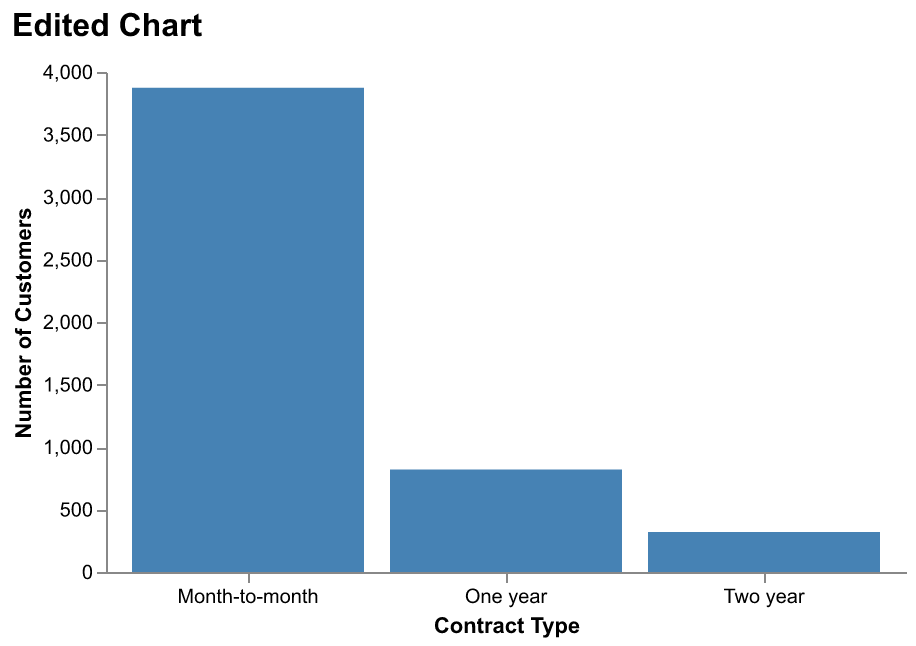 Edited Chart
4,000
3,500
3,000
2,500
2,000
1,500
1,000
500
0
Number of Customers
Month-to-month One year Two year
Contract Type